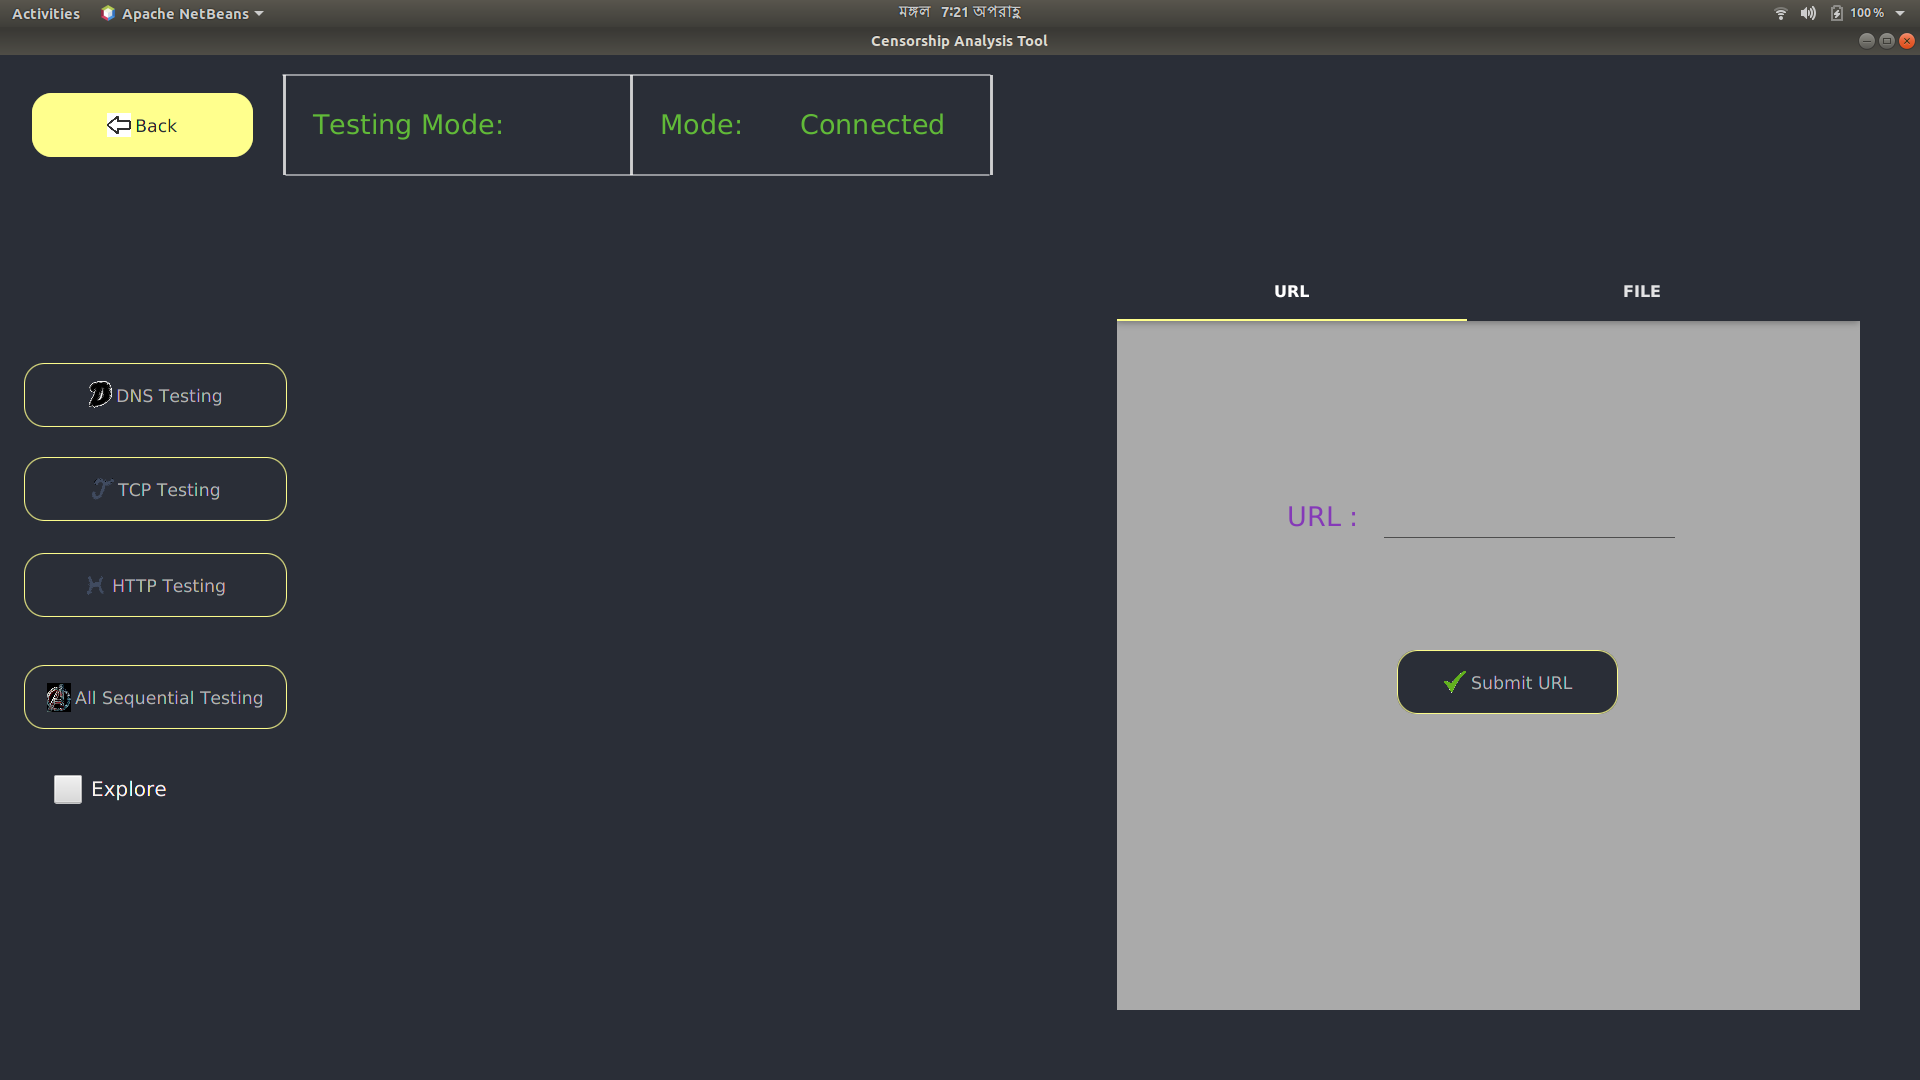 Activities Apache NetBeans মঙ্গল 7:21 অপরাহ্ণ 100%
Censorship Analysis Tool
Back
Testing Mode:
Mode: Connected
URL FILE
DNS Testing
TCP Testing
HTTP Testing
All Sequential Testing
Explore
URL :
Submit URL